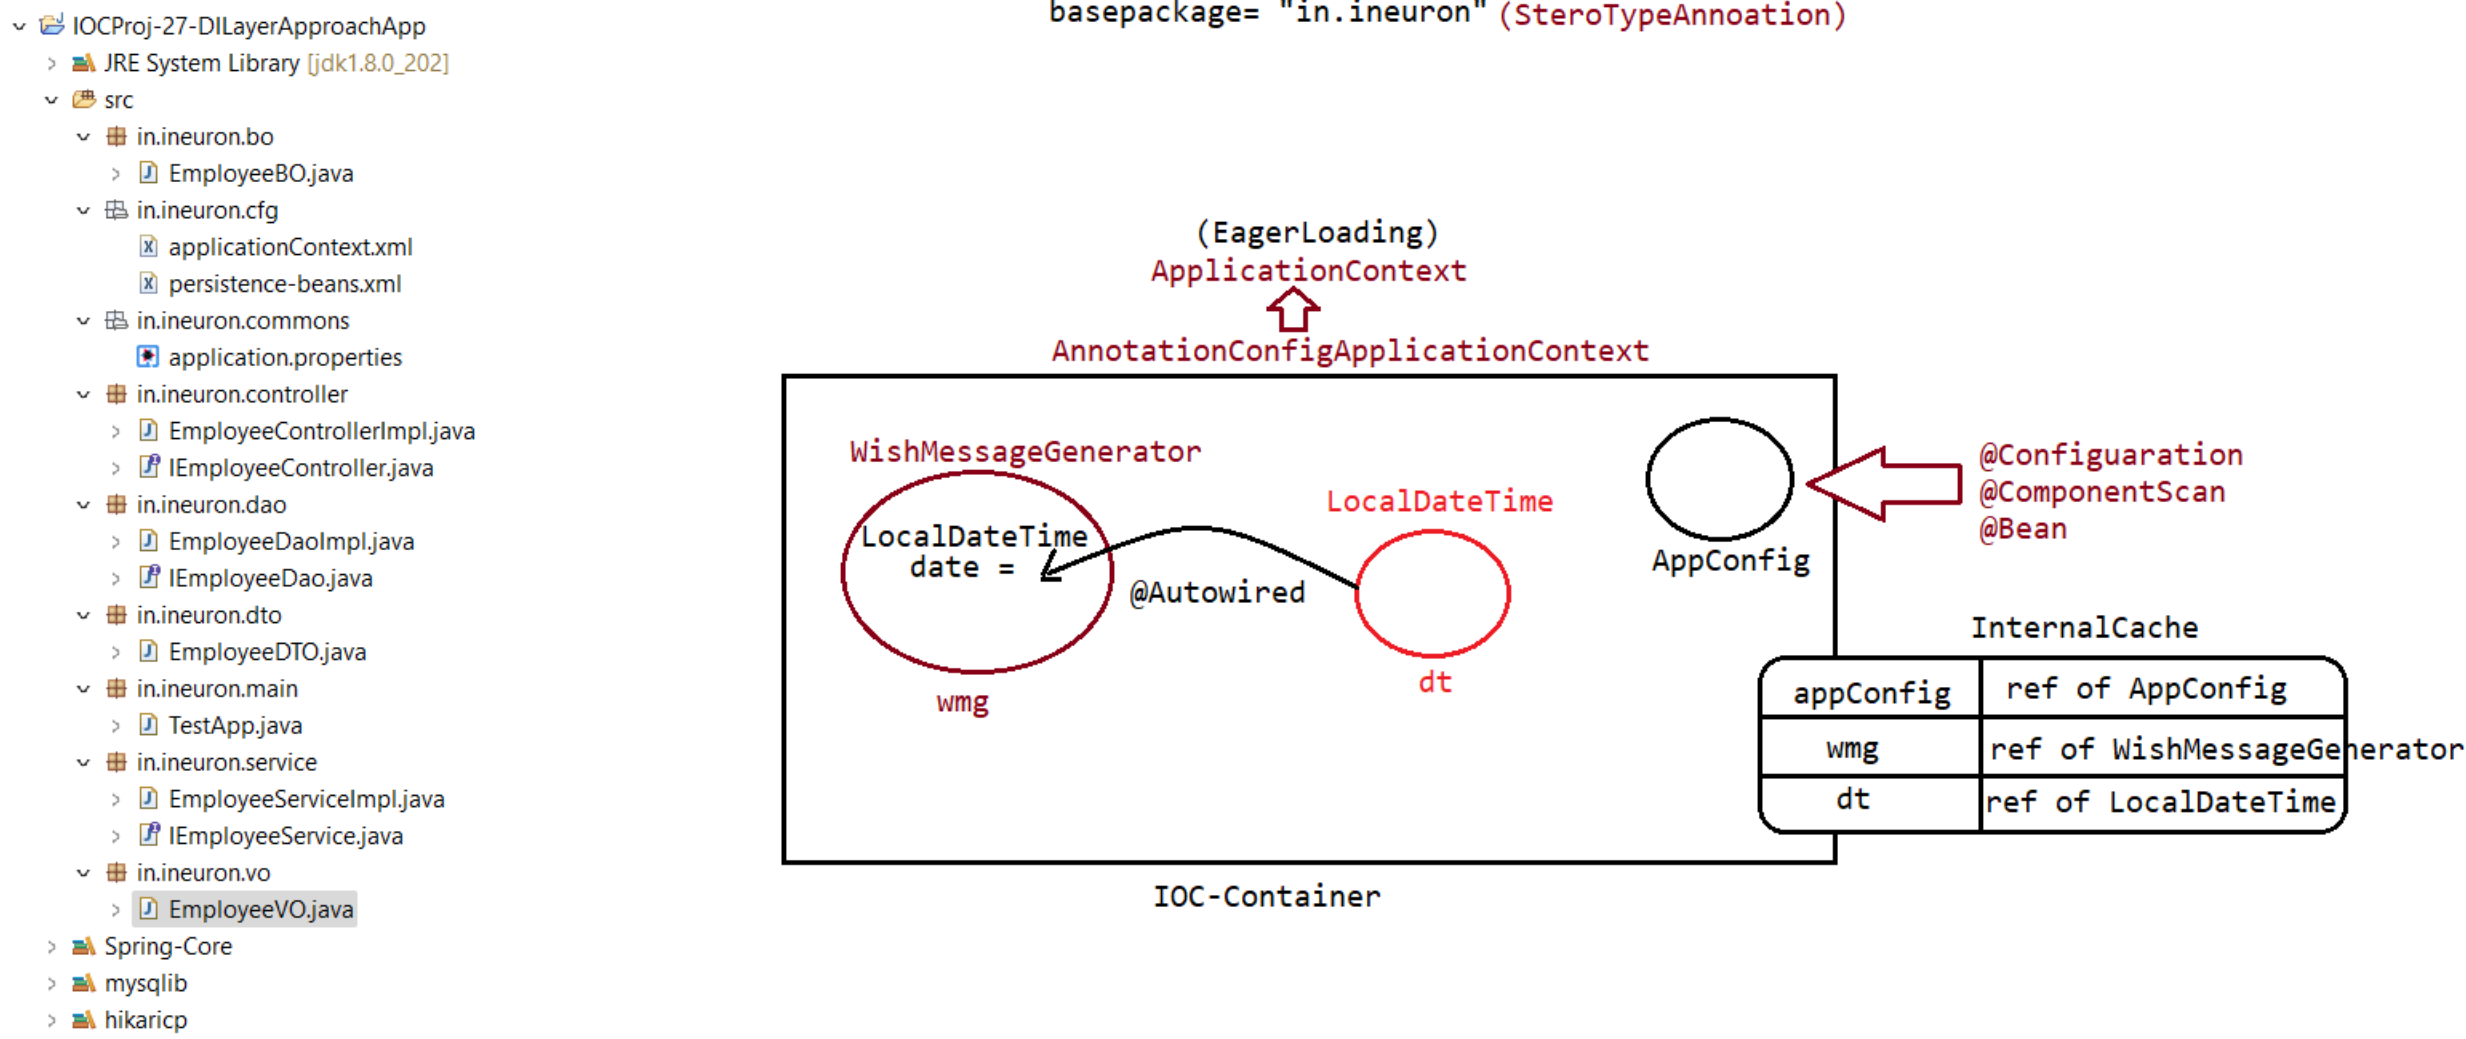 IOCProj-27-DILayerApproachApp
JRE System Library [jdk1.8.0_202]
src
in.ineuron.bo
EmployeeBO.java
in.ineuron.cfg
applicationContext.xml
persistence-beans.xml
in.ineuron.commons
application.properties
in.ineuron.controller
EmployeeControllerImpl.java
IEmployeeController.java
in.ineuron.dao
EmployeeDaoImpl.java
IEmployeeDao.java
in.ineuron.dto
EmployeeDTO.java
in.ineuron.main
TestApp.java
in.ineuron.service
EmployeeServiceImpl.java
IEmployeeService.java
in.ineuron.vo
EmployeeVO.java
Spring-Core
mysqlib
hikaricp
basepackage= "in.ineuron" (SteroTypeAnnoation)
(EagerLoading)
ApplicationContext
AnnotationConfigApplicationContext
WishMessageGenerator
LocalDateTime
date =
wmg
@Autowired
LocalDateTime
dt
AppConfig
@Configuaration
@ComponentScan
@Bean
InternalCache
appConfig ref of AppConfig
wmg ref of WishMessageGenerator
dt ref of LocalDateTime
IOC-Container